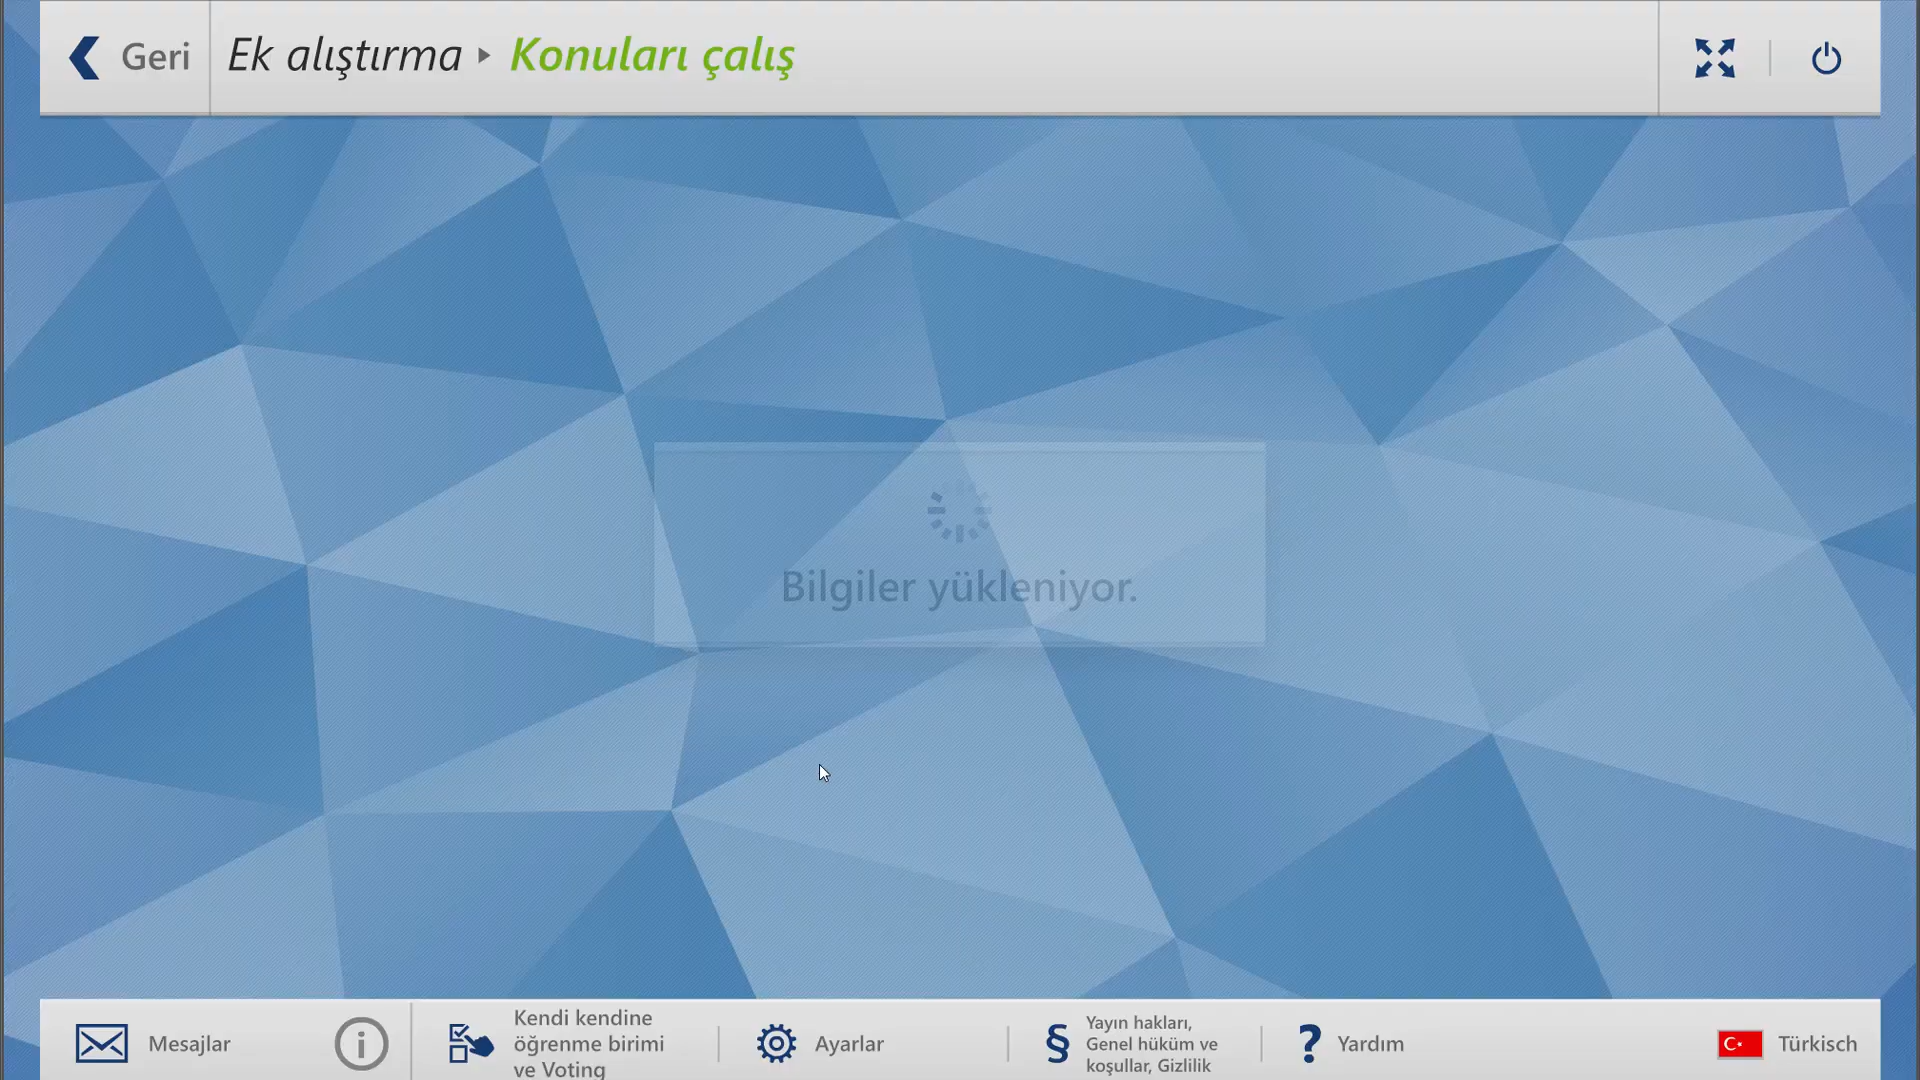 Geri
Ek alıştırma ▸ Konuları çalış
Bilgiler yükleniyor.
Mesajlar
Kendi kendine
öğrenme birimi
ve Voting
Ayarlar
§
Yayın hakları,
Genel hüküm ve
koşullar, Gizlilik
?
Yardım
Türkisch